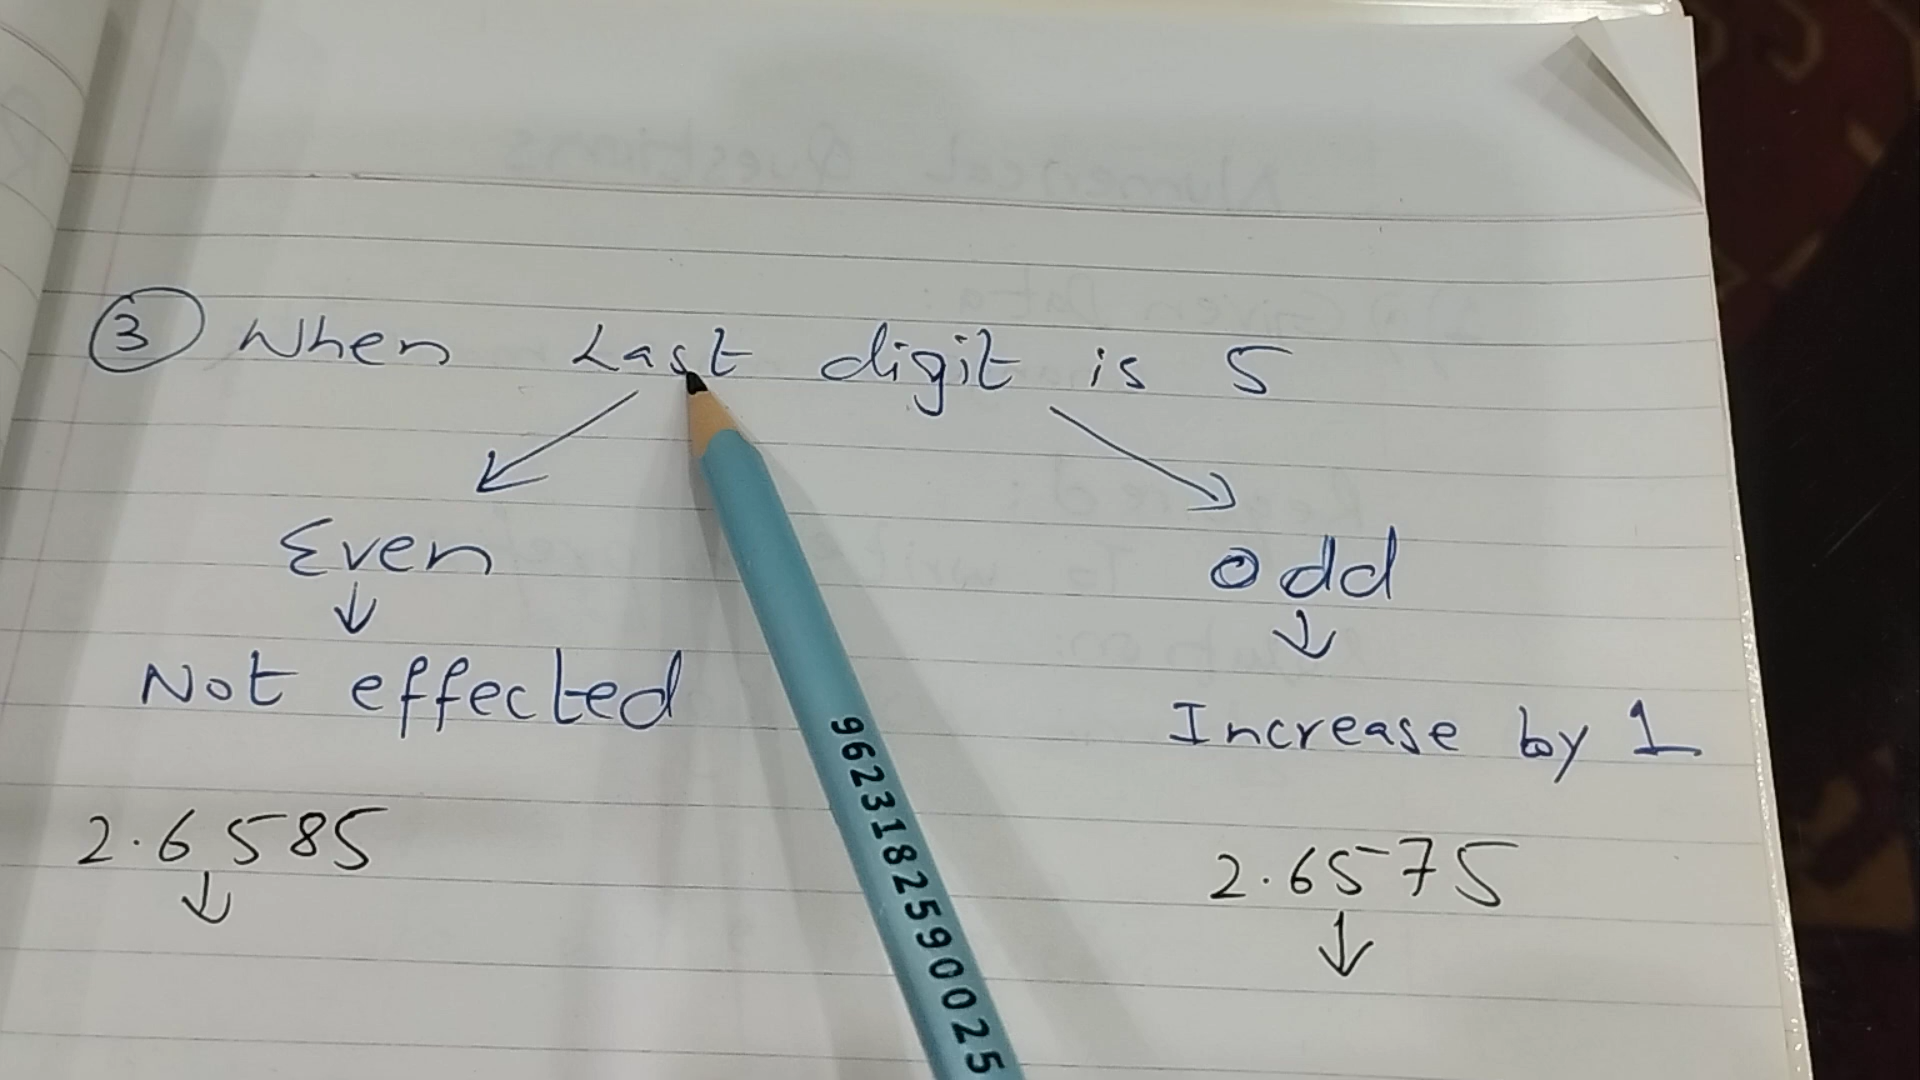 3 When Last digit is 5
Even Odd
Not effected Increase by 1
2.6585 2.6575
9623182590025